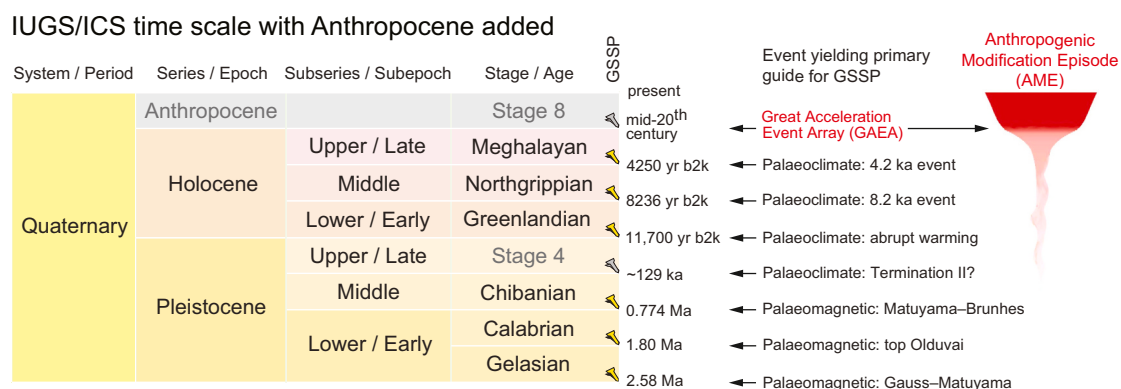 IUGS/ICS time scale with Anthropocene added
System / Period
Series / Epoch
Subseries / Subepoch
Stage / Age
GSSP
Event yielding primary
guide for GSSP
Anthropogenic
Modification Episode
(AME)
present
Anthropocene
Stage 8
mid-20th
century
Great Acceleration
Event Array (GAEA)
Quaternary
Holocene
Upper / Late
Meghalayan
4250 yr b2k
Palaeoclimate: 4.2 ka event
Middle
Northgrippian
8236 yr b2k
Palaeoclimate: 8.2 ka event
Lower / Early
Greenlandian
11,700 yr b2k
Palaeoclimate: abrupt warming
Pleistocene
Upper / Late
Stage 4
~129 ka
Palaeoclimate: Termination II?
Middle
Chibanian
0.774 Ma
Palaeomagnetic: Matuyama–Brunhes
Lower / Early
Calabrian
1.80 Ma
Palaeomagnetic: top Olduvai
Gelasian
2.58 Ma
Palaeomagnetic: Gauss–Matuyama